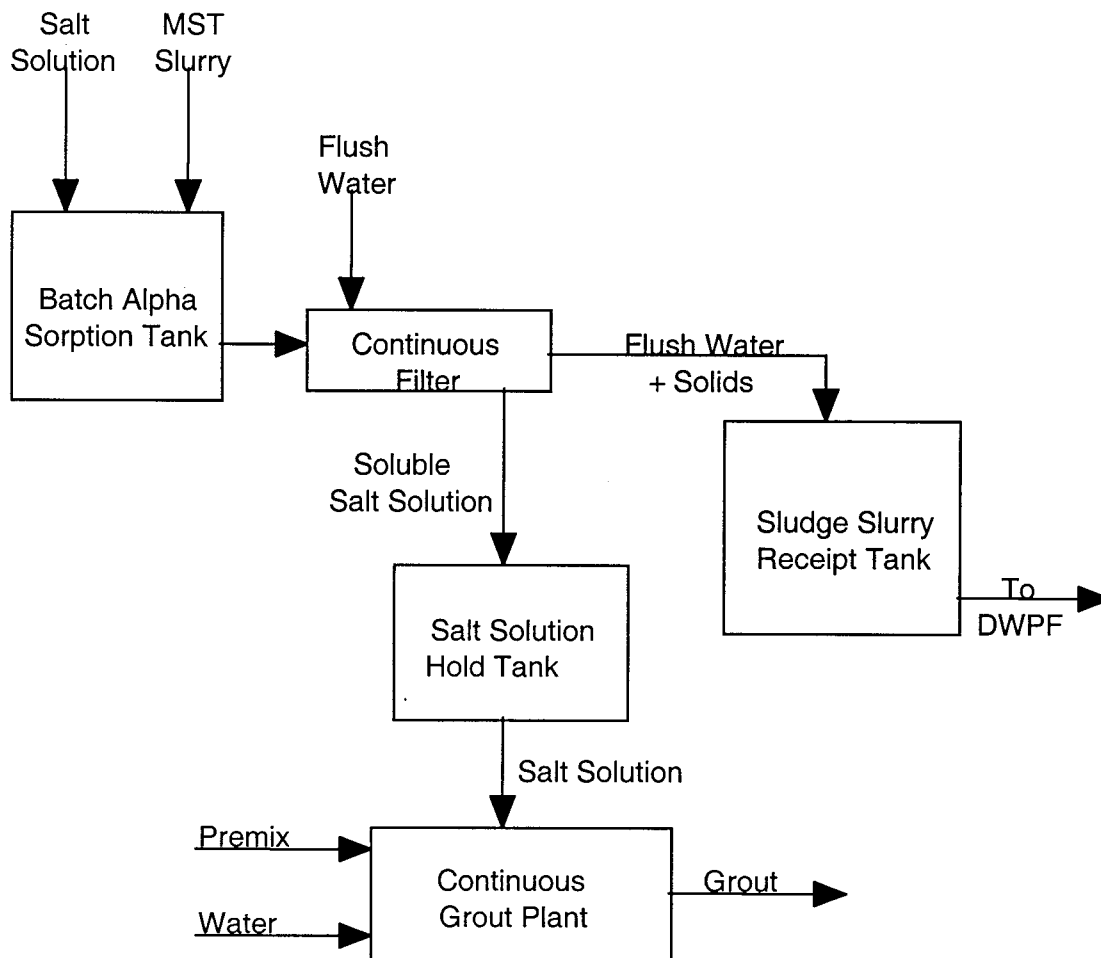 Salt
Solution
MST
Slurry
Flush
Water
Batch Alpha
Sorption Tank
Continuous
Filter
Flush Water
+ Solids
Soluble
Salt Solution
Sludge Slurry
Receipt Tank
To
DWPF
Salt Solution
Hold Tank
Salt Solution
Premix
Water
Continuous
Grout Plant
Grout